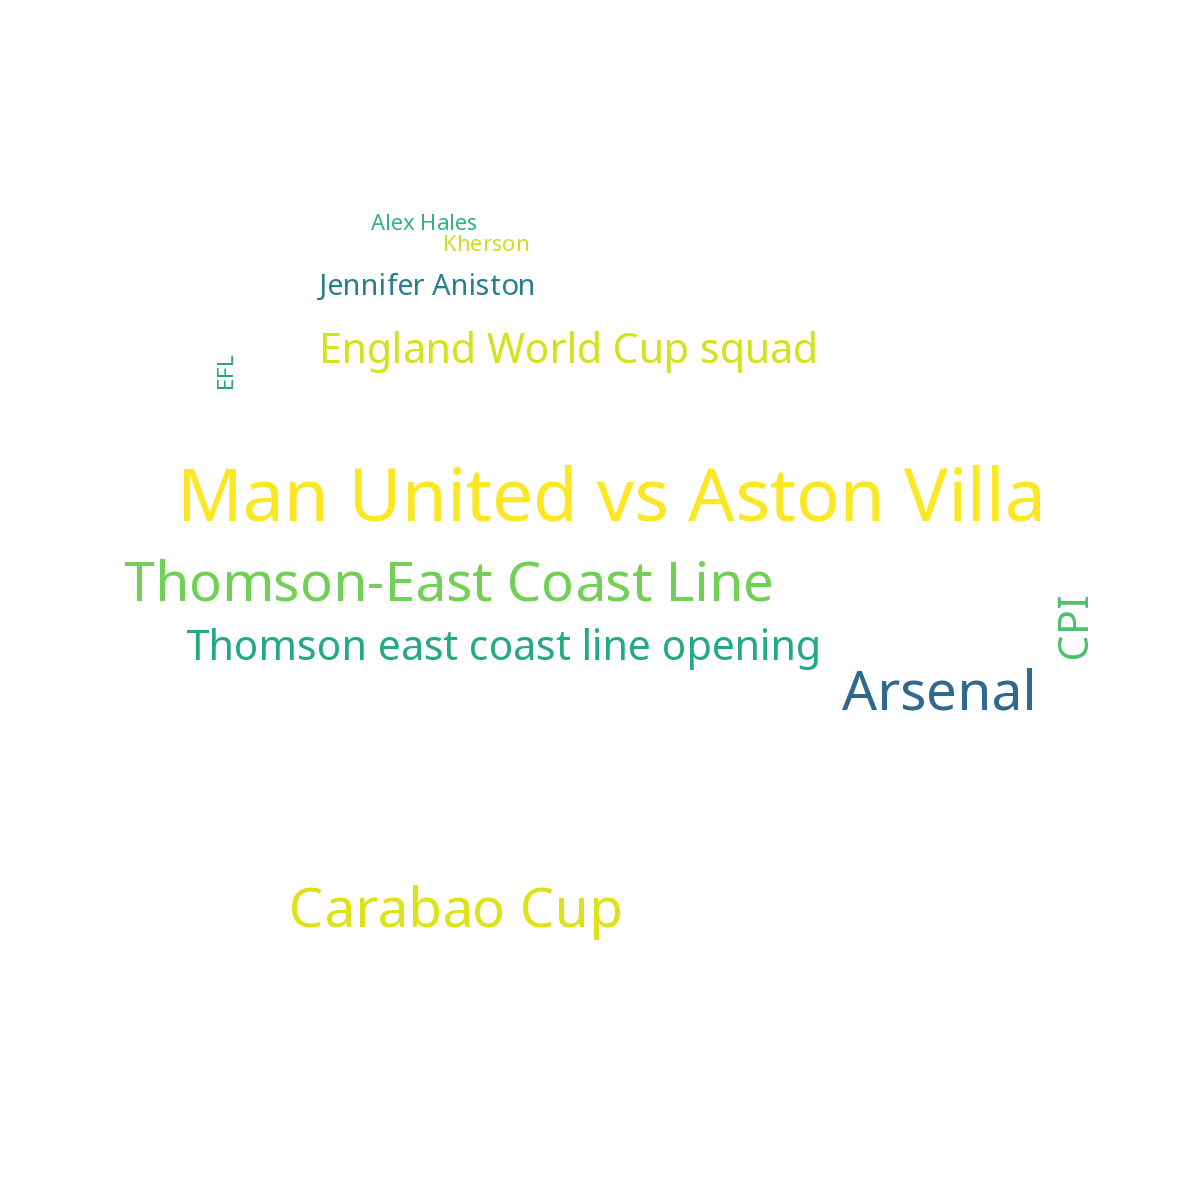 Alex Hales
Kherson
Jennifer Aniston
England World Cup squad
EFL
Man United vs Aston Villa
Thomson-East Coast Line
CPI
Thomson east coast line opening
Arsenal
Carabao Cup